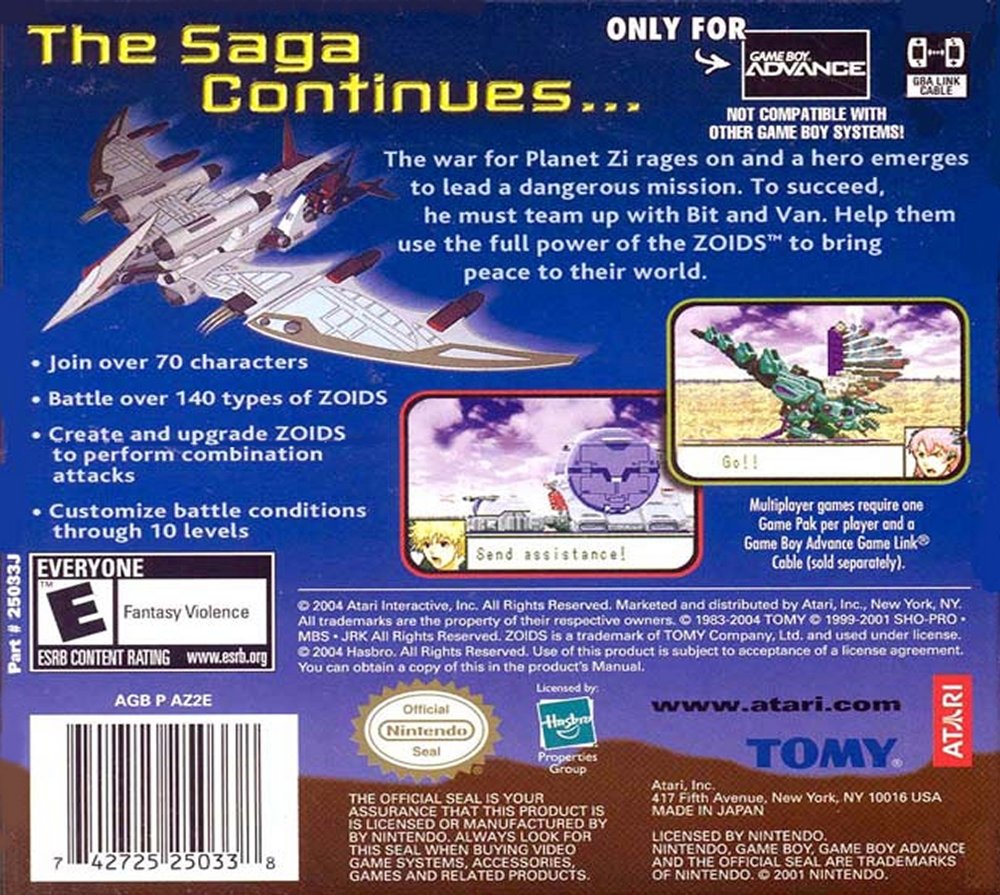 The Saga
Continues...
ONLY FOR
GAME BOY
ADVANCE
GBA LINK
CABLE
NOT COMPATIBLE WITH
OTHER GAME BOY SYSTEMS!
The war for Planet Zi rages on and a hero emerges
to lead a dangerous mission. To succeed,
he must team up with Bit and Van. Help them
use the full power of the ZOIDS™ to bring
peace to their world.
• Join over 70 characters
• Battle over 140 types of ZOIDS
• Create and upgrade ZOIDS
to perform combination
attacks
• Customize battle conditions
through 10 levels
Go!!
Send assistance!
Multiplayer games require one
Game Pak per player and a
Game Boy Advance Game Link®
Cable (sold separately).
Part # 25033J
EVERYONE
E™
Fantasy Violence
ESRB CONTENT RATING www.esrb.org
© 2004 Atari Interactive, Inc. All Rights Reserved. Marketed and distributed by Atari, Inc., New York, NY.
All trademarks are the property of their respective owners. © 1983-2004 TOMY © 1999-2001 SHO-PRO •
MBS • JRK All Rights Reserved. ZOIDS is a trademark of TOMY Company, Ltd. and used under license.
© 2004 Hasbro. All Rights Reserved. Use of this product is subject to acceptance of a license agreement.
You can obtain a copy of this in the product's Manual.
AGB P AZ2E
7 42725 25033 8
Official
Nintendo
Seal
Licensed by:
Hasbro
Properties
Group
www.atari.com
TOMY®
ATARI
THE OFFICIAL SEAL IS YOUR
ASSURANCE THAT THIS PRODUCT IS
IS LICENSED OR MANUFACTURED BY
BY NINTENDO. ALWAYS LOOK FOR
THIS SEAL WHEN BUYING VIDEO
GAME SYSTEMS, ACCESSORIES,
GAMES AND RELATED PRODUCTS.
Atari, Inc.
417 Fifth Avenue, New York, NY 10016 USA
MADE IN JAPAN
LICENSED BY NINTENDO.
NINTENDO, GAME BOY, GAME BOY ADVANCE
AND THE OFFICIAL SEAL ARE TRADEMARKS
OF NINTENDO. © 2001 NINTENDO.